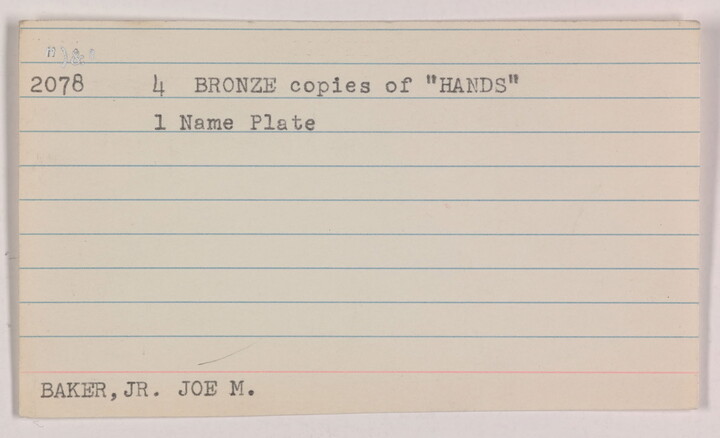 2078 4 BRONZE copies of "HANDS"
1 Name Plate
BAKER, JR. JOE M.